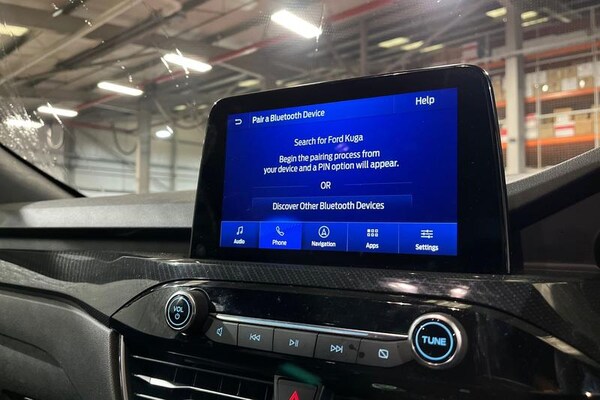 Pair a Bluetooth Device
Help
Search for Ford Kuga
Begin the pairing process from
your device and a PIN option will appear.
OR
Discover Other Bluetooth Devices
Audio
Phone
Navigation
Apps
Settings
VOL
TUNE